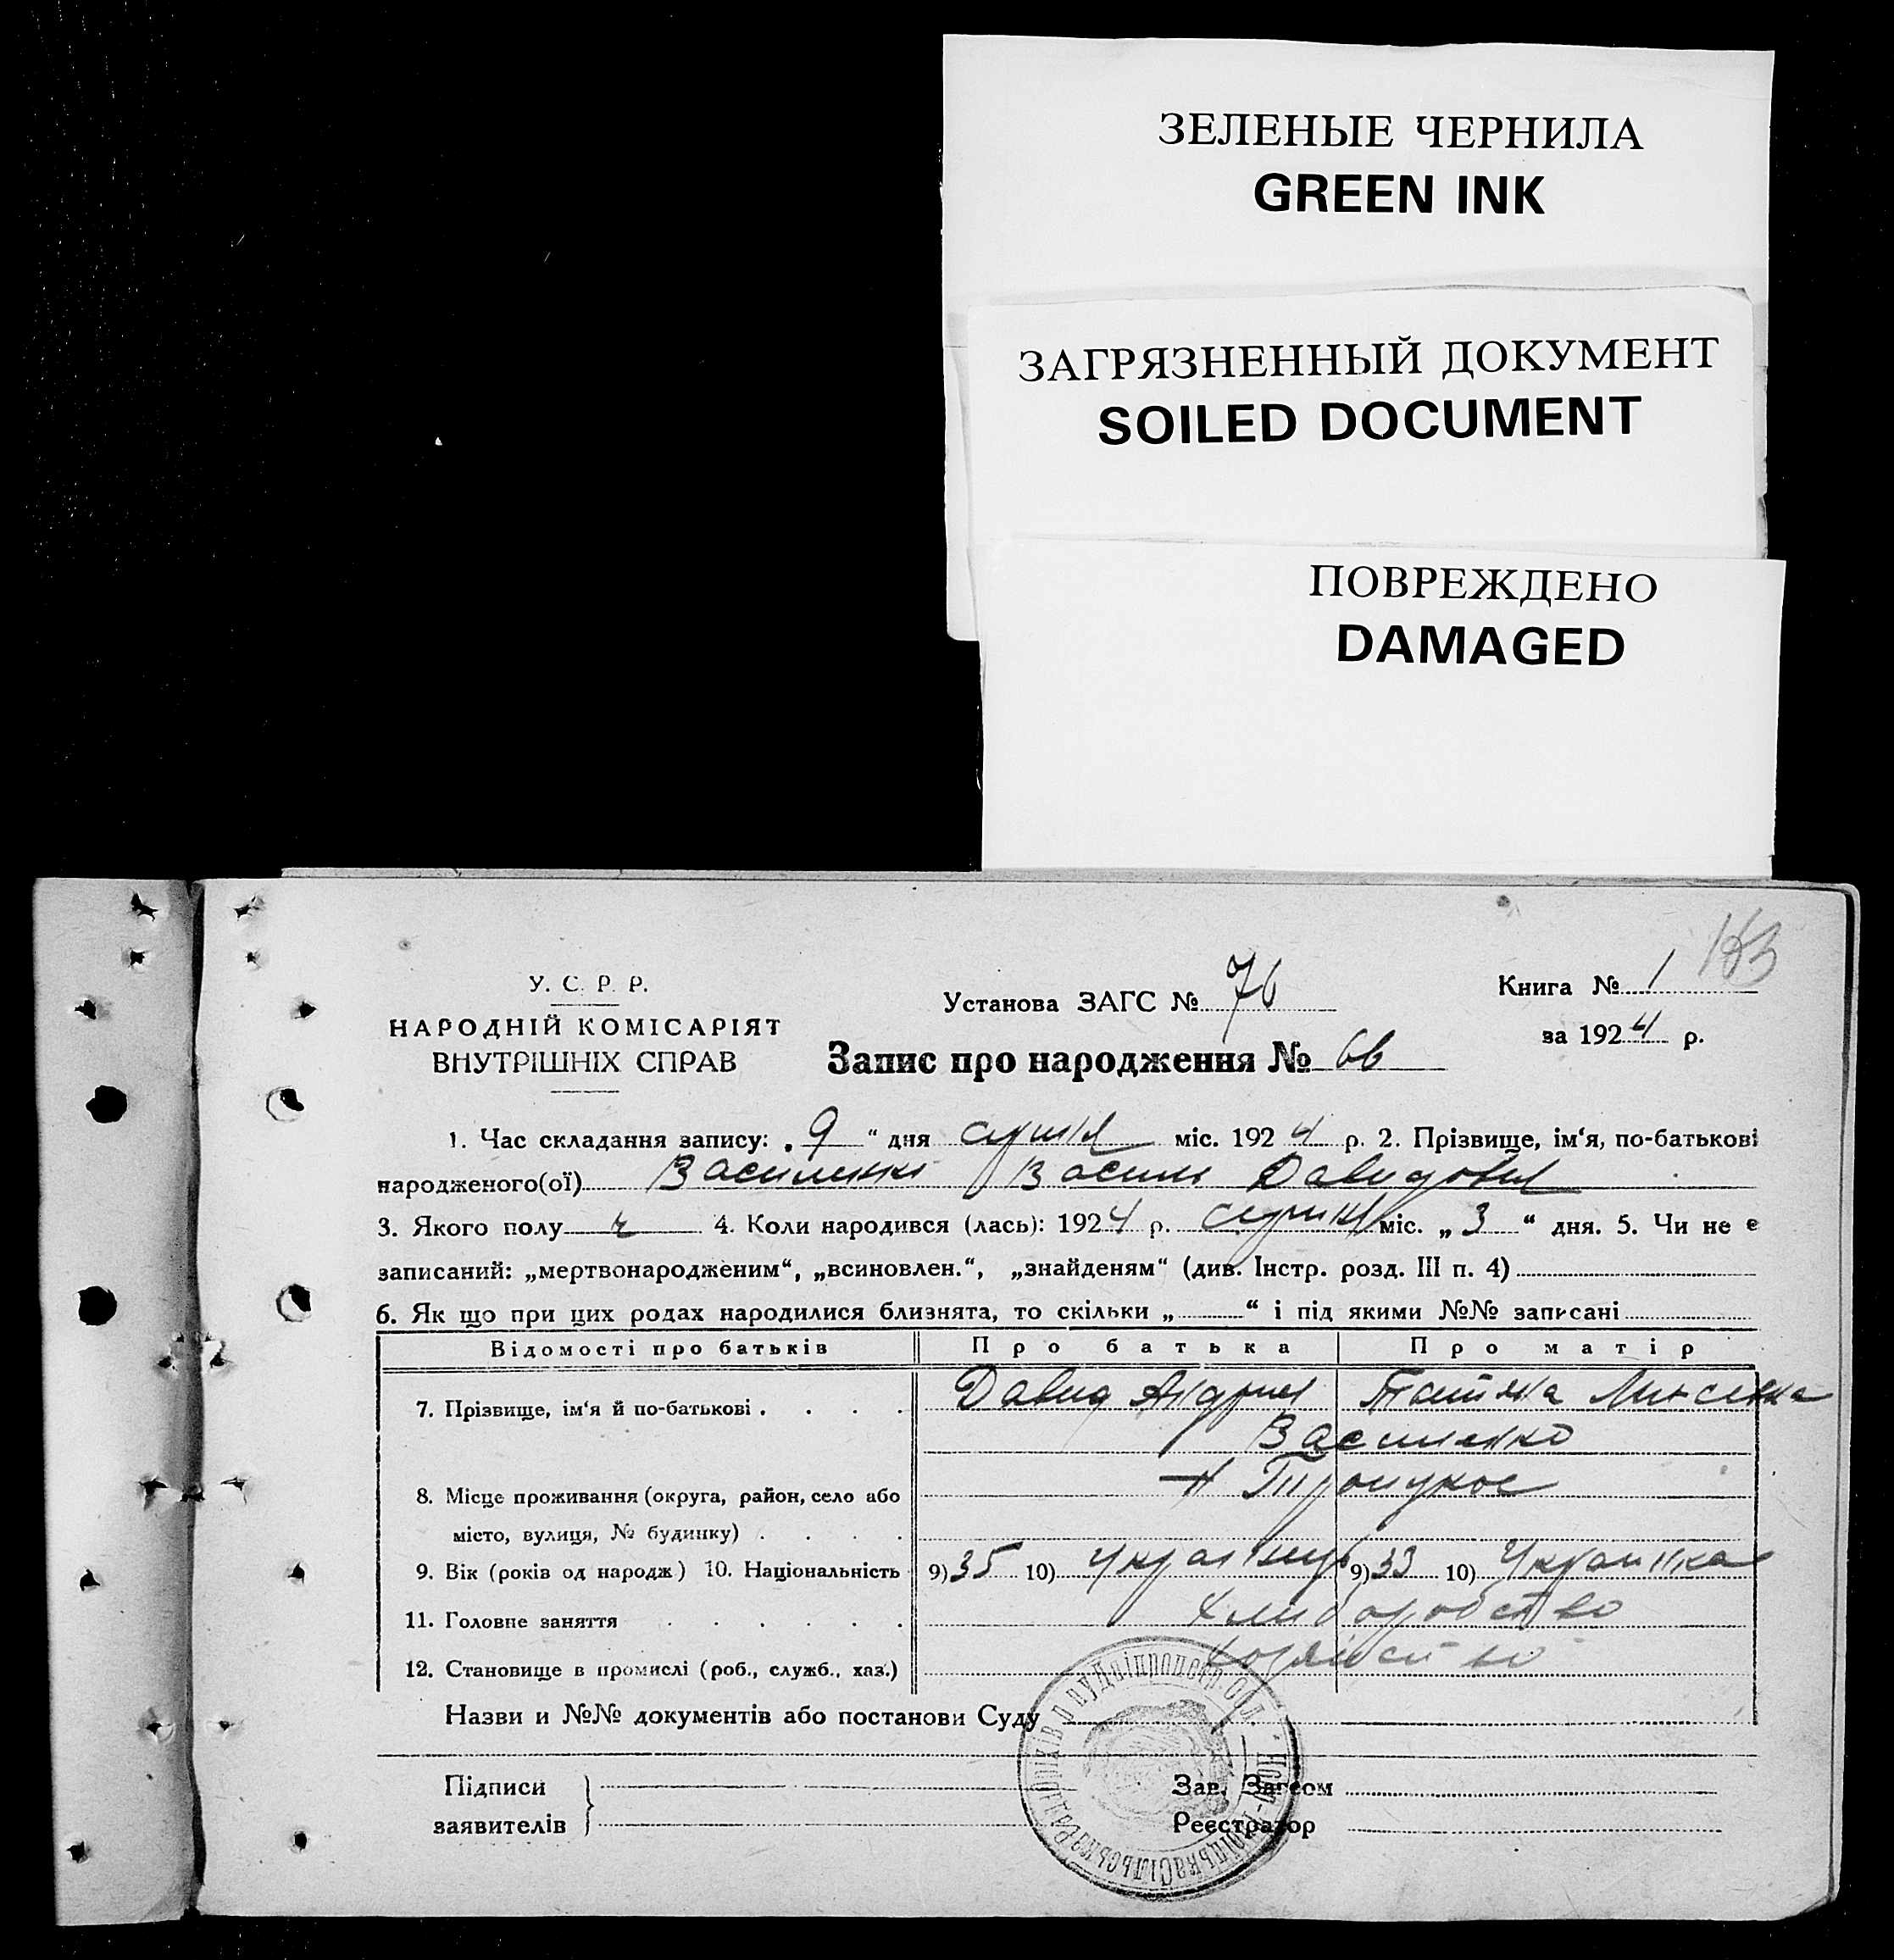 ЗЕЛЕНЫЕ ЧЕРНИЛА
GREEN INK
ЗАГРЯЗНЕННЫЙ ДОКУМЕНТ
SOILED DOCUMENT
ПОВРЕЖДЕНО
DAMAGED
183
У. С. Р. Р.
НАРОДНІЙ КОМІСАРІЯТ
ВНУТРІШНІХ СПРАВ
Установа ЗАГС № 76
Книга № 1
за 1924 р.
Запис про народження № 66
1. Час складання запису: „9“ дня січня міс. 1924 р. 2. Прізвище, ім‘я, по-батькові
народженого(ої) Василенко Василь Давидович
3. Якого полу ч 4. Коли народився (лась): 1924 р. січня міс. „3“ дня. 5. Чи не є
записаний: „мертвонародженим“, „всиновлен.“, „знайденям“ (див. Інстр. розд. III п. 4)
6. Як що при цих родах народилися близнята, то скільки „ “ і під якими №№ записані
Відомості про батьків Про батька Про матір
7. Прізвище, ім‘я й по-батькові Давид Андрієв Татяна
Василенко
8. Місце проживання (округа, район, село або
місто, вулиця, № будинку)
9. Вік (років од народж) 10. Національність 9) 35 10) Українець 9) 33 10) Українка
11. Головне заняття Хліборобство
12. Становище в промислі (роб., служб., хаз.)
Назви и №№ документів або постанови Суду
Підписи
заявителів
Зав. Загсом
Реєстратор